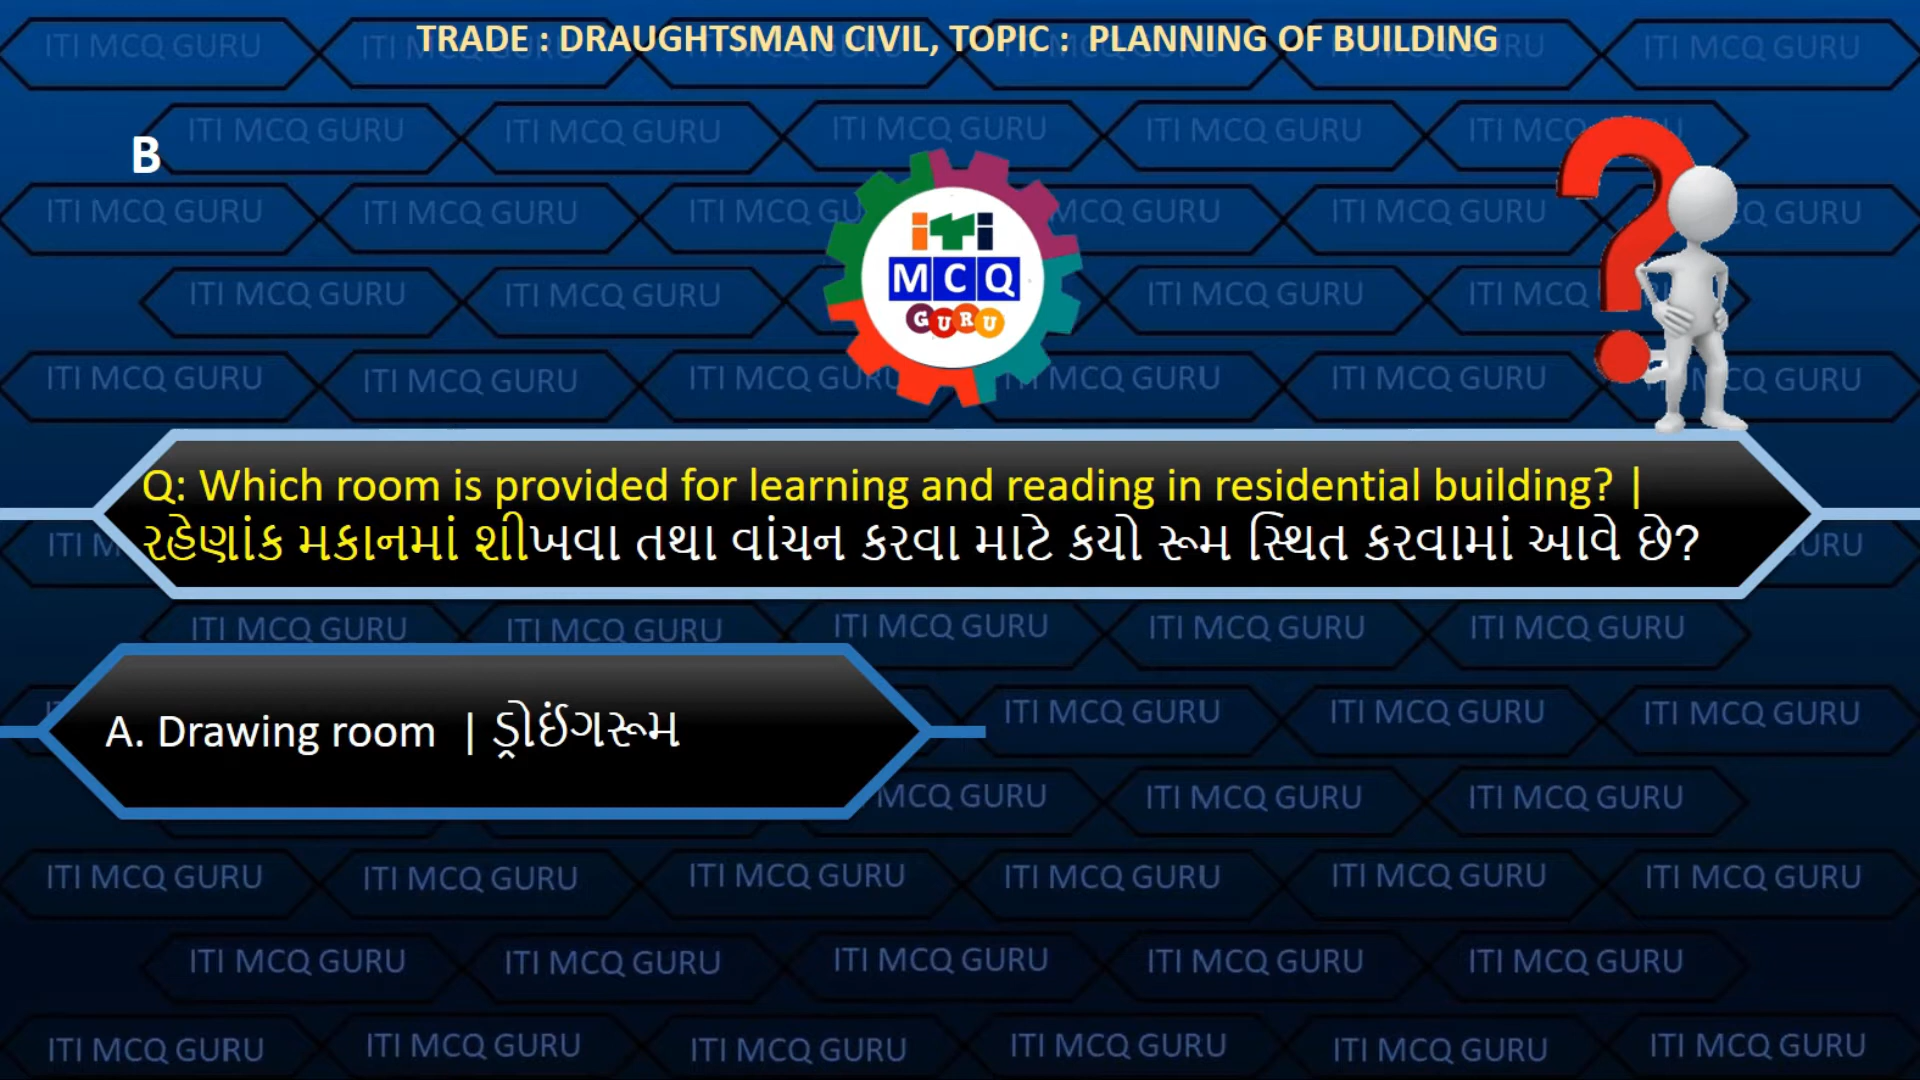 TRADE : DRAUGHTSMAN CIVIL, TOPIC : PLANNING OF BUILDING
B
iTi
MCQ
GURU
Q: Which room is provided for learning and reading in residential building? |
રહેણાંક મકાનમાં શીખવા તથા વાંચન કરવા માટે કયો રૂમ સ્થિત કરવામાં આવે છે?
A. Drawing room | ડ્રોઈંગરૂમ
ITI MCQ GURU